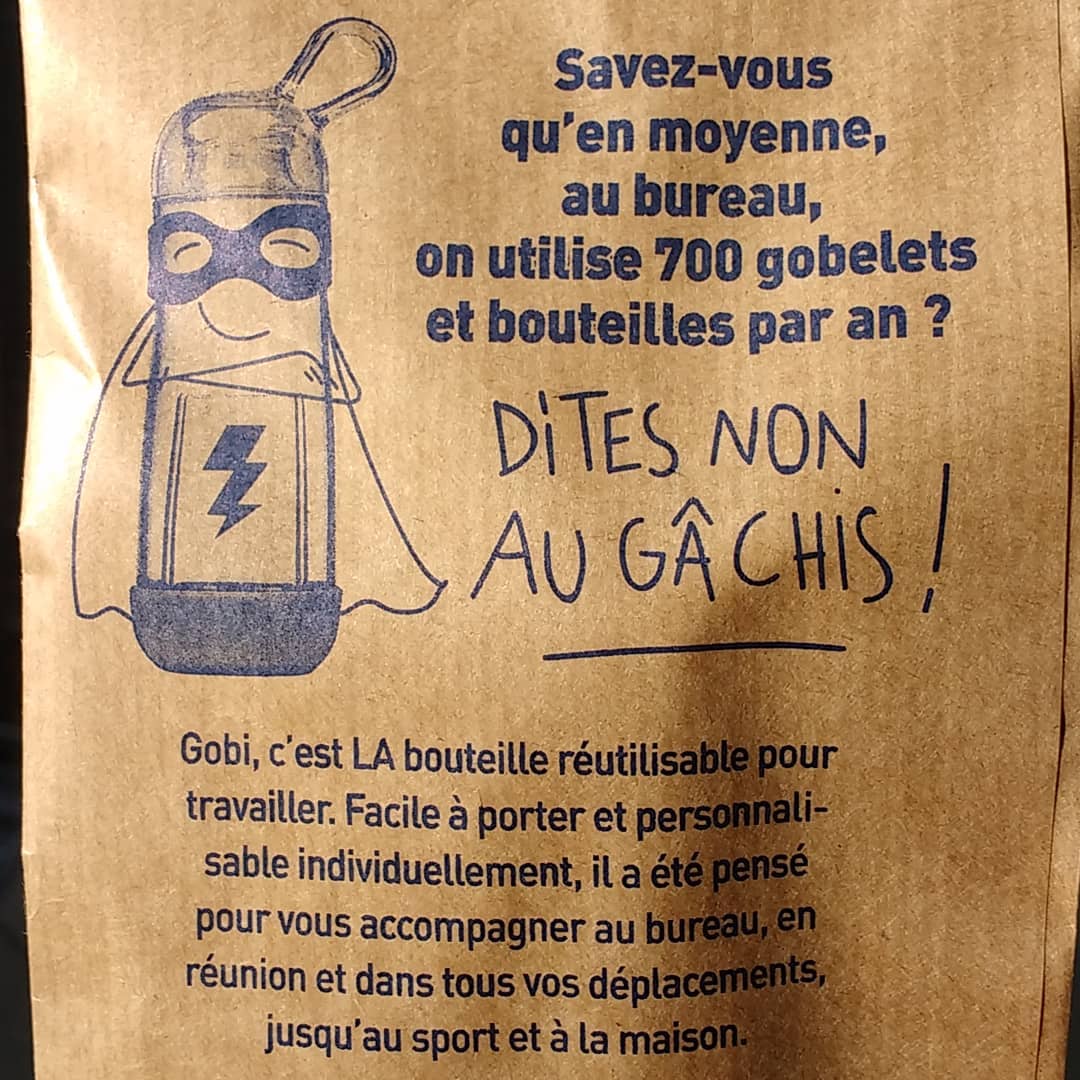 Savez-vous
qu'en moyenne,
au bureau,
on utilise 700 gobelets
et bouteilles par an ?
DiTES NON
AU GÂCHiS !
Gobi, c'est LA bouteille réutilisable pour
travailler. Facile à porter et personnali-
sable individuellement, il a été pensé
pour vous accompagner au bureau, en
réunion et dans tous vos déplacements,
jusqu'au sport et à la maison.